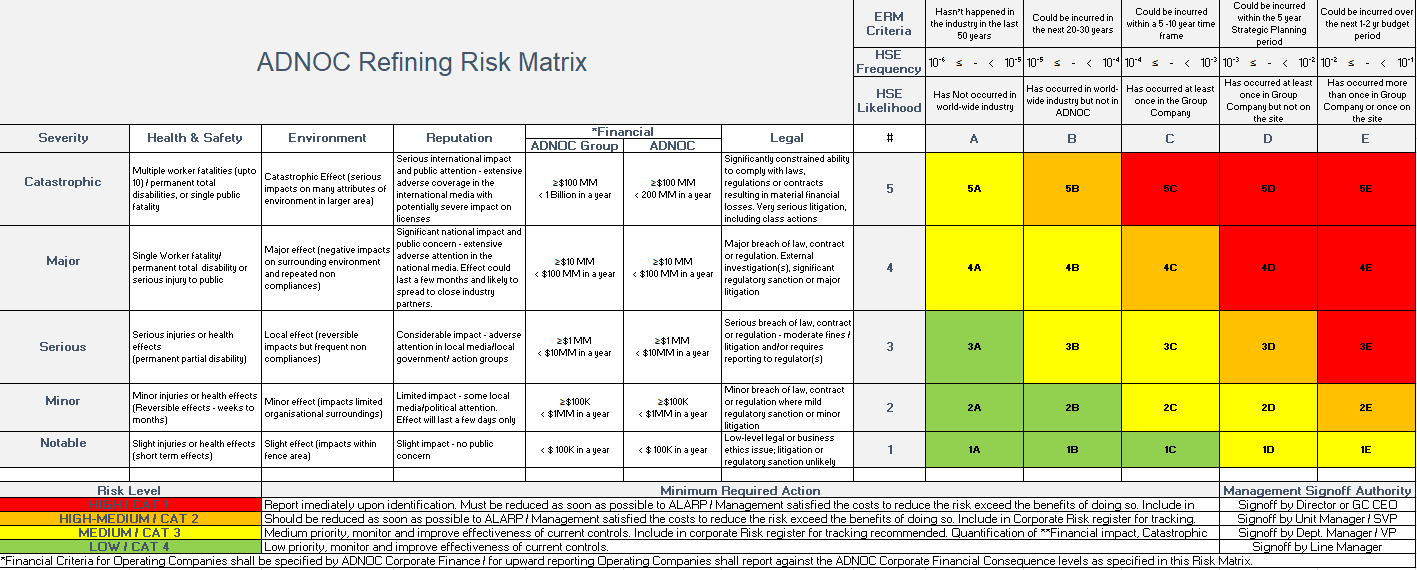 ADNOC Refining Risk Matrix
ERM
Criteria
Hasn't happened in
the industry in the last
50 years
Could be incurred in
the next 20-30 years
Could be incurred
within a 5 -10 year time
frame
Could be incurred
within the 5 year
Strategic Planning
period
Could be incurred over
the next 1-2 yr budget
period
HSE
Frequency
10⁻⁶ ≤ - < 10⁻⁵
10⁻⁵ ≤ - < 10⁻⁴
10⁻⁴ ≤ - < 10⁻³
10⁻³ ≤ - < 10⁻²
10⁻² ≤ - < 10⁻¹
HSE
Likelihood
Has Not occurred in
world-wide industry
Has occurred in world-
wide industry but not in
ADNOC
Has occurred at least
once in the Group
Company
Has occurred at least
once in Group
Company but not on
the site
Has occurred more
than once in Group
Company or once on
the site
Severity
Health & Safety
Environment
Reputation
*Financial
ADNOC Group
ADNOC
Legal
#
A
B
C
D
E
Catastrophic
Multiple worker fatalities (upto
10) / permanent total
disabilities, or single public
fatality
Catastrophic Effect (serious
impacts on many attributes of
environment in larger area)
Serious international impact
and public attention - extensive
adverse coverage in the
international media with
potentially severe impact on
licenses
≥$100 MM
< 1 Billion in a year
≥$100 MM
< 200 MM in a year
Significantly constrained ability
to comply with laws,
regulations or contracts
resulting in material financial
losses. Very serious litigation,
including class actions
5
5A
5B
5C
5D
5E
Major
Single Worker fatality/
permanent total disability or
serious injury to public
Major effect (negative impacts
on surrounding environment
and repeated non
compliances)
Significant national impact and
public concern - extensive
adverse attention in the
national media. Effect could
last a few months and likely to
spread to close industry
partners.
≥$10 MM
< $100 MM in a year
≥$10 MM
< $100 MM in a year
Major breach of law, contract
or regulation. External
investigation(s), significant
regulatory sanction or major
litigation
4
4A
4B
4C
4D
4E
Serious
Serious injuries or health
effects
(permanent partial disability)
Local effect (reversible
impacts but frequent non
compliances)
Considerable impact - adverse
attention in local media/local
government/ action groups
≥$1 MM
< $10MM in a year
≥$1 MM
< $10MM in a year
Serious breach of law, contract
or regulation - moderate fines /
litigation and/or requires
reporting to regulator(s)
3
3A
3B
3C
3D
3E
Minor
Minor injuries or health effects
(Reversible effects - weeks to
months)
Minor effect (impacts limited
organisational surroundings)
Limited impact - some local
media/political attention.
Effect will last a few days only
≥$100K
< $1MM in a year
≥$100K
< $1MM in a year
Minor breach of law, contract
or regulation where mild
regulatory sanction or minor
litigation
2
2A
2B
2C
2D
2E
Notable
Slight injuries or health effects
(short term effects)
Slight effect (impacts within
fence area)
Slight impact - no public
concern
< $ 100K in a year
< $ 100K in a year
Low-level legal or business
ethics issue; litigation or
regulatory sanction unlikely
1
1A
1B
1C
1D
1E
Risk Level
Minimum Required Action
Management Signoff Authority
HIGH / CAT 1
Report imediately upon identification. Must be reduced as soon as possible to ALARP / Management satisfied the costs to reduce the risk exceed the benefits of doing so. Include in
Signoff by Director or GC CEO
HIGH-MEDIUM / CAT 2
Should be reduced as soon as possible to ALARP / Management satisfied the costs to reduce the risk exceed the benefits of doing so. Include in Corporate Risk register for tracking.
Signoff by Unit Manager / SVP
MEDIUM / CAT 3
Medium priority, monitor and improve effectiveness of current controls. Include in corporate Risk register for tracking recommended. Quantification of **Financial impact, Catastrophic
Signoff by Dept. Manager / VP
LOW / CAT 4
Low priority, monitor and improve effectiveness of current controls.
Signoff by Line Manager
*Financial Criteria for Operating Companies shall be specified by ADNOC Corporate Finance / for upward reporting Operating Companies shall report against the ADNOC Corporate Financial Consequence levels as specified in this Risk Matrix.